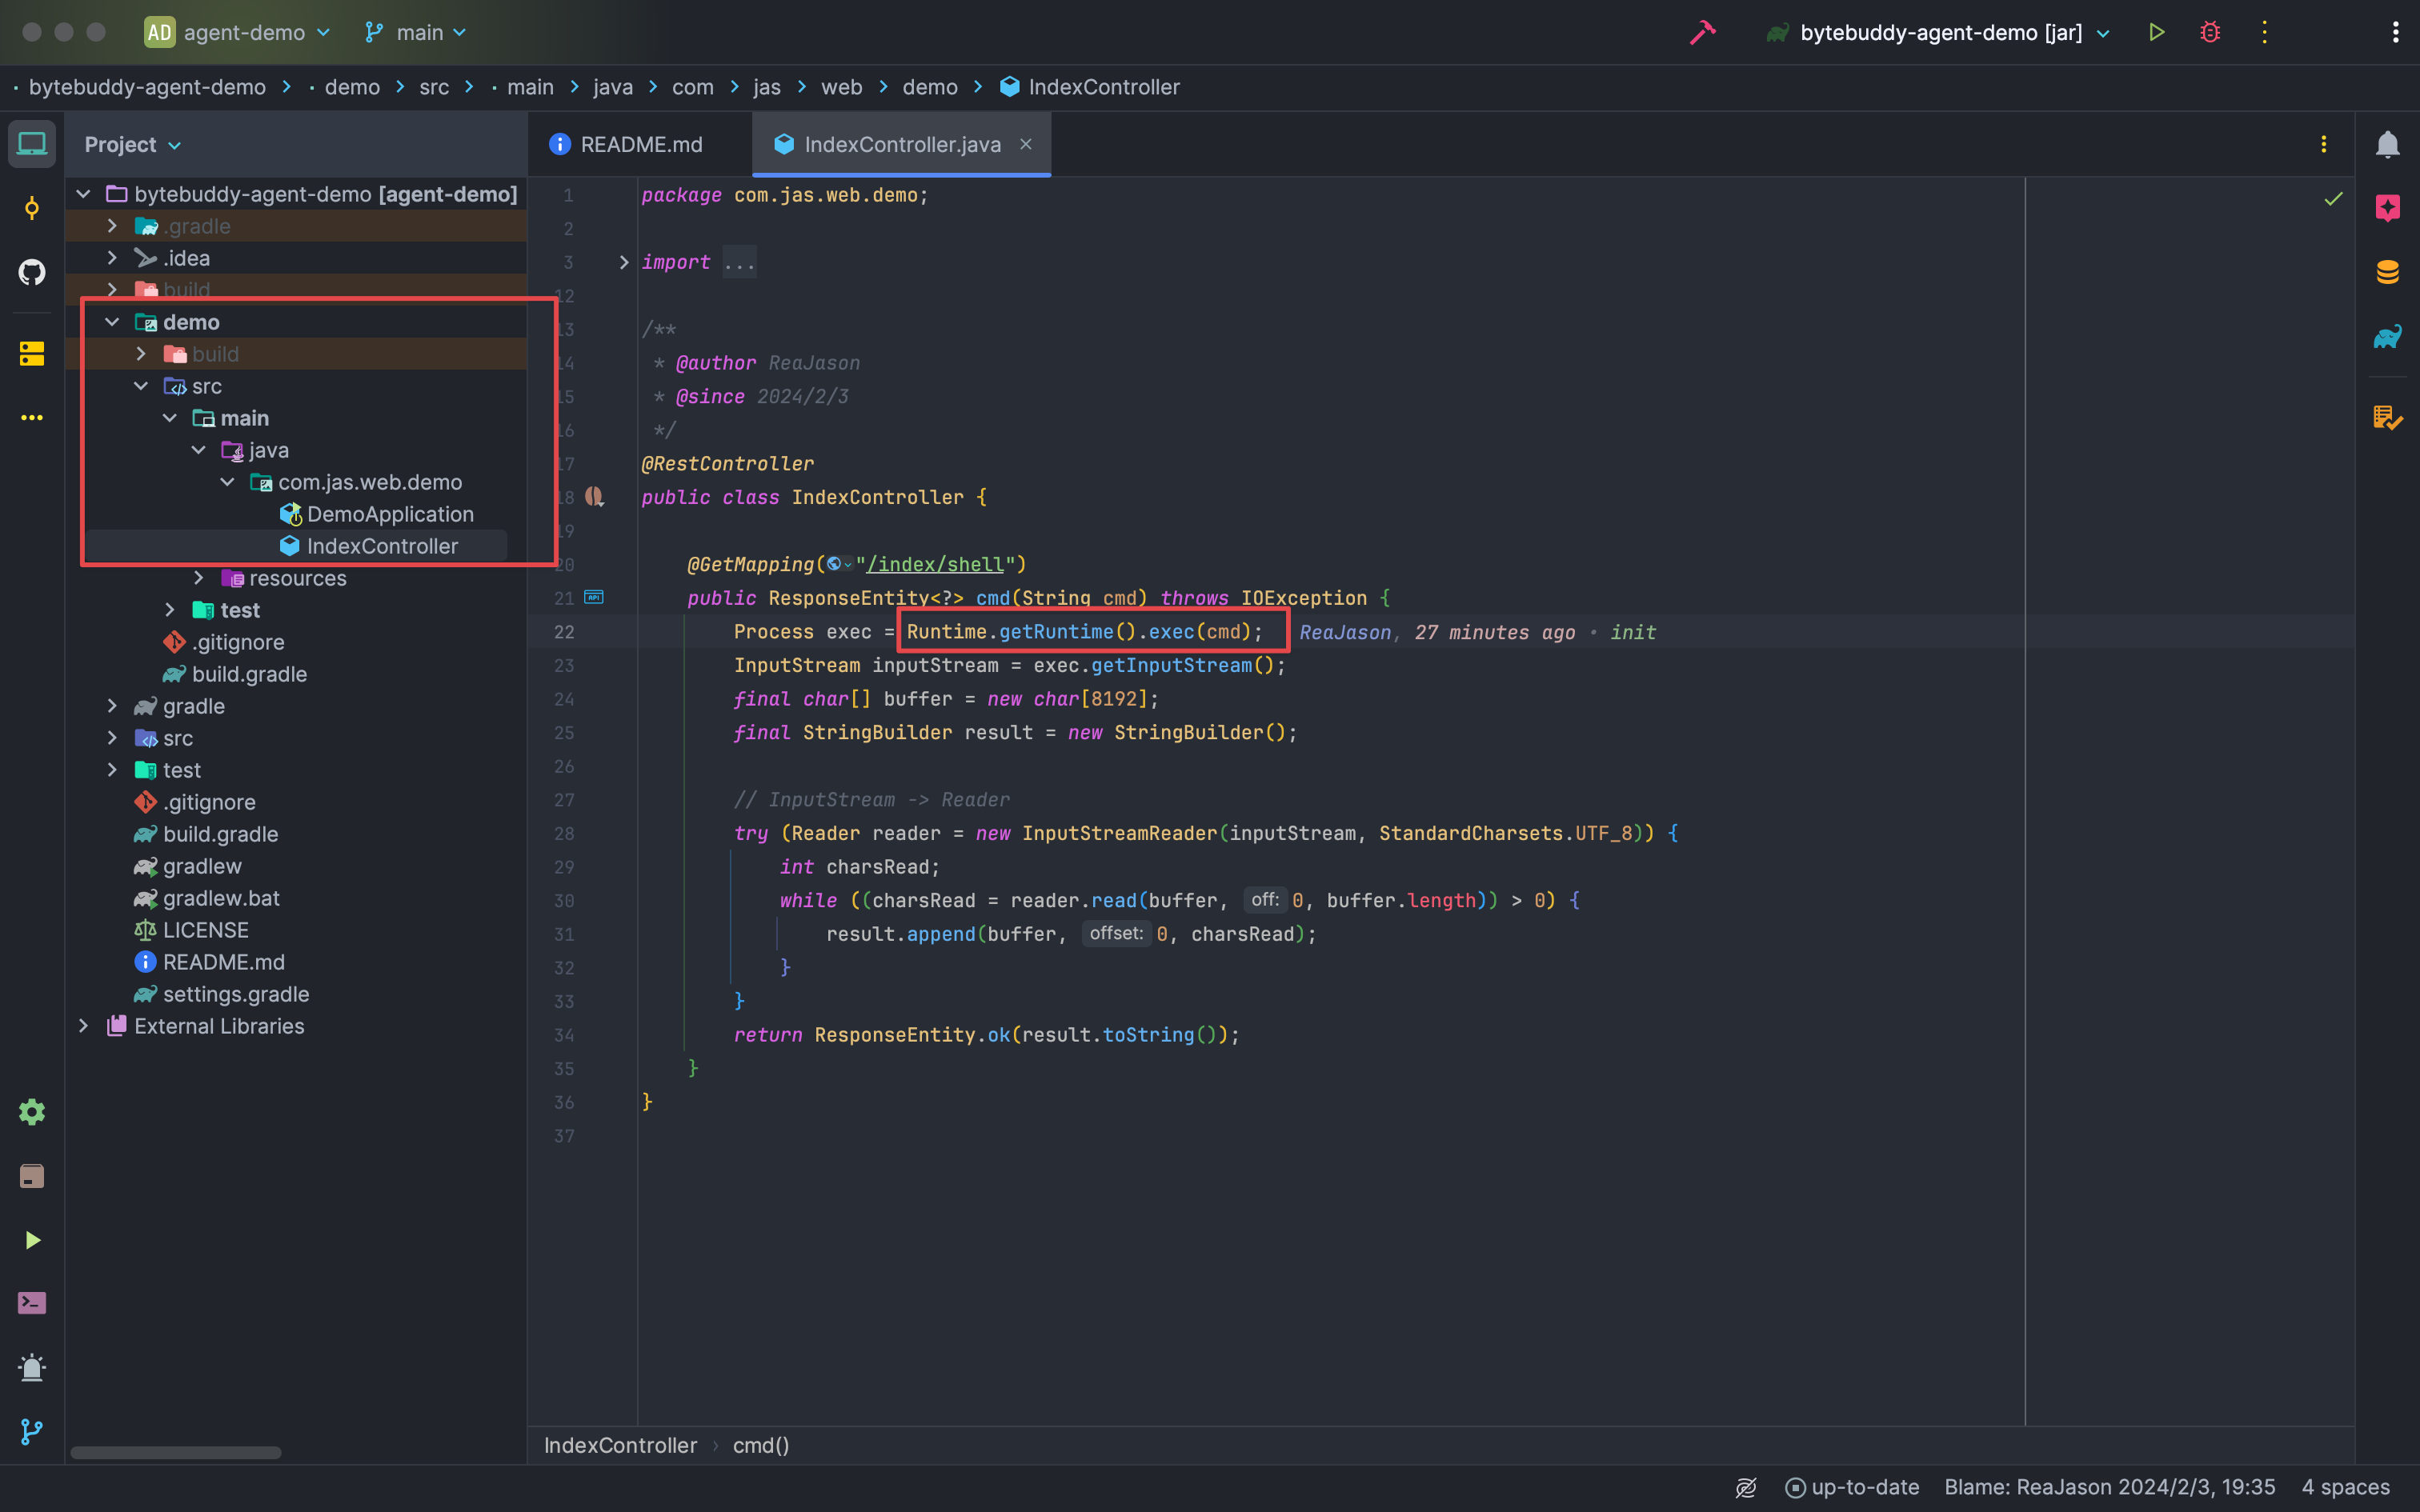 AD agent-demo main bytebuddy-agent-demo [jar]
bytebuddy-agent-demo demo src main java com jas web demo IndexController
Project
README.md IndexController.java
bytebuddy-agent-demo [agent-demo]
.gradle
.idea
build
demo
build
src
main
java
com.jas.web.demo
DemoApplication
IndexController
resources
test
.gitignore
build.gradle
gradle
src
test
.gitignore
build.gradle
gradlew
gradlew.bat
LICENSE
README.md
settings.gradle
External Libraries
1 package com.jas.web.demo;
2
3 import ...
12
13 /**
14 * @author ReaJason
15 * @since 2024/2/3
16 */
17 @RestController
18 public class IndexController {
19
20 @GetMapping("/index/shell")
21 API public ResponseEntity<?> cmd(String cmd) throws IOException {
22 Process exec = Runtime.getRuntime().exec(cmd); ReaJason, 27 minutes ago • init
23 InputStream inputStream = exec.getInputStream();
24 final char[] buffer = new char[8192];
25 final StringBuilder result = new StringBuilder();
26
27 // InputStream -> Reader
28 try (Reader reader = new InputStreamReader(inputStream, StandardCharsets.UTF_8)) {
29 int charsRead;
30 while ((charsRead = reader.read(buffer, off: 0, buffer.length)) > 0) {
31 result.append(buffer, offset: 0, charsRead);
32 }
33 }
34 return ResponseEntity.ok(result.toString());
35 }
36 }
37
IndexController › cmd()
up-to-date Blame: ReaJason 2024/2/3, 19:35 4 spaces